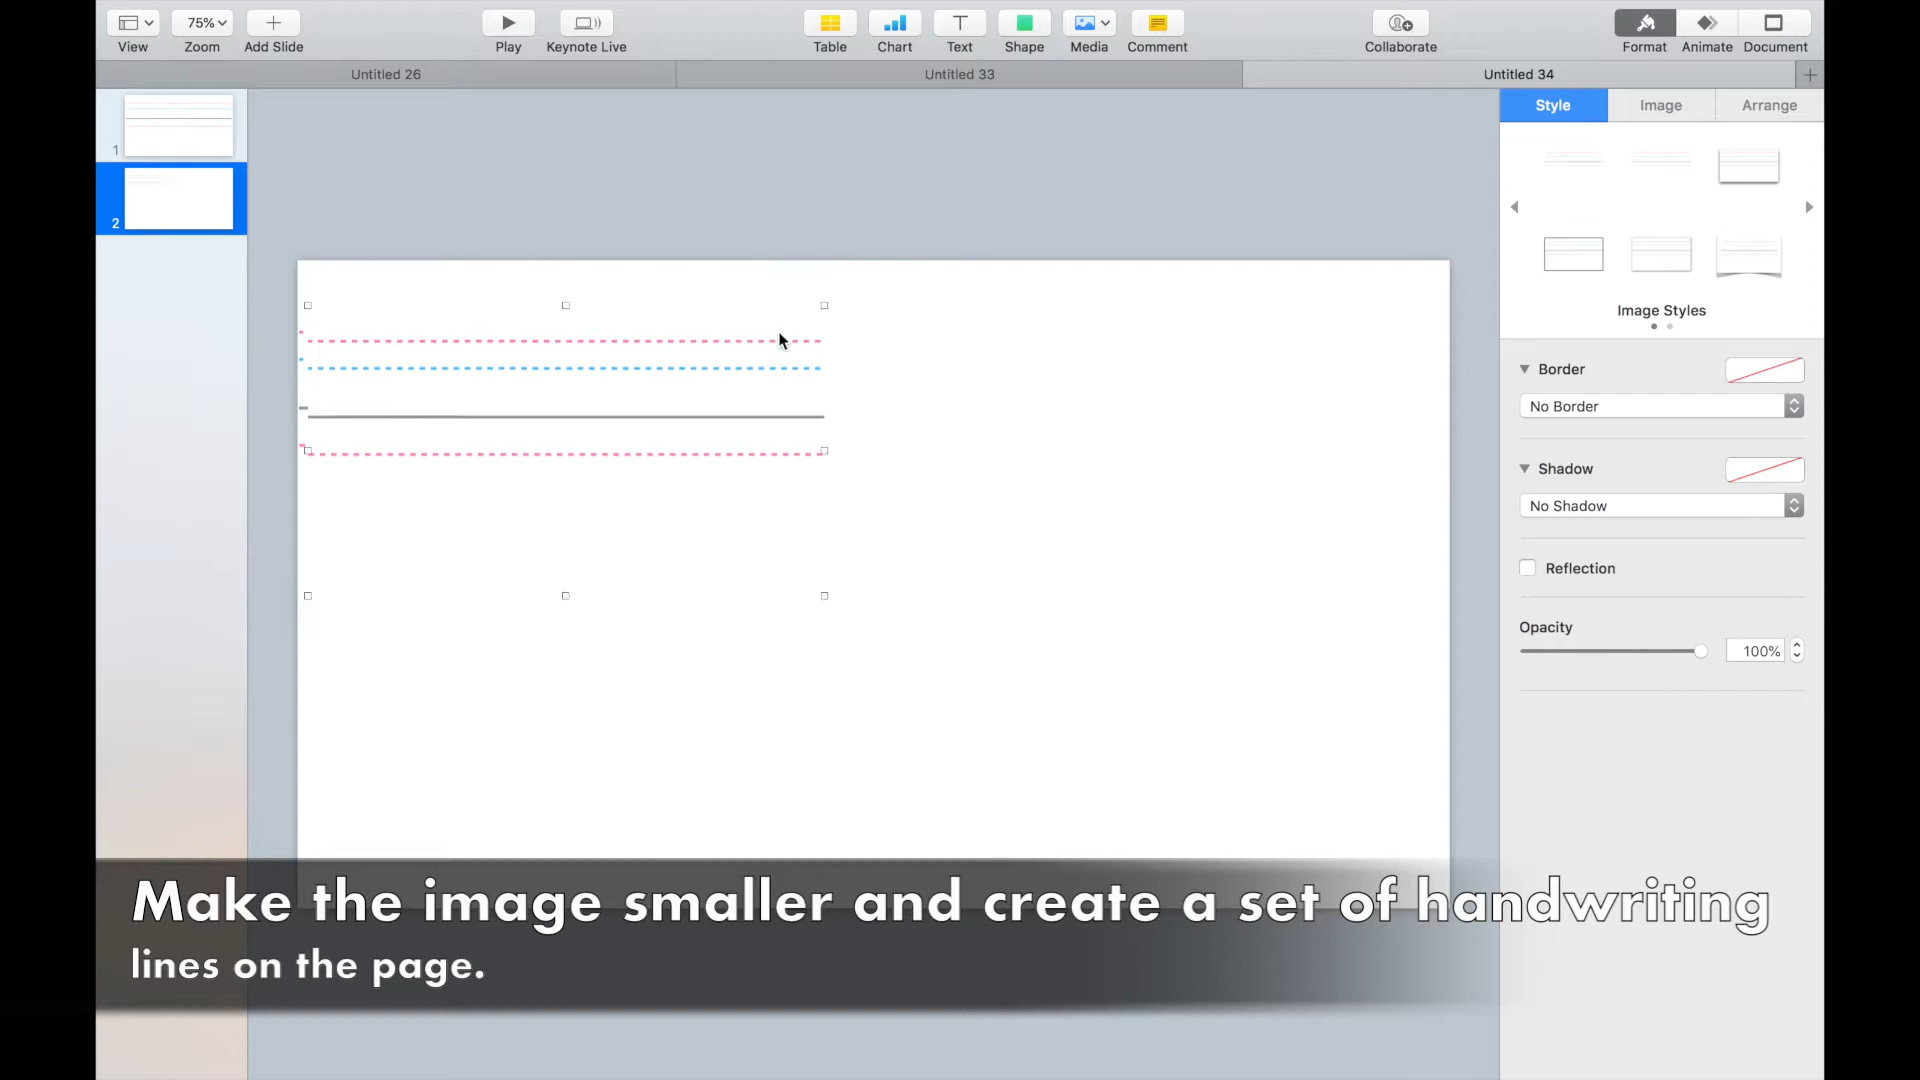 75%
View
Zoom
Add Slide
Play
Keynote Live
Table
Chart
Text
Shape
Media
Comment
Collaborate
Format
Animate
Document
Untitled 26
Untitled 33
Untitled 34
1
2
Style
Image
Arrange
Image Styles
Border
No Border
Shadow
No Shadow
Reflection
Opacity
100%
Make the image smaller and create a set of handwriting
lines on the page.